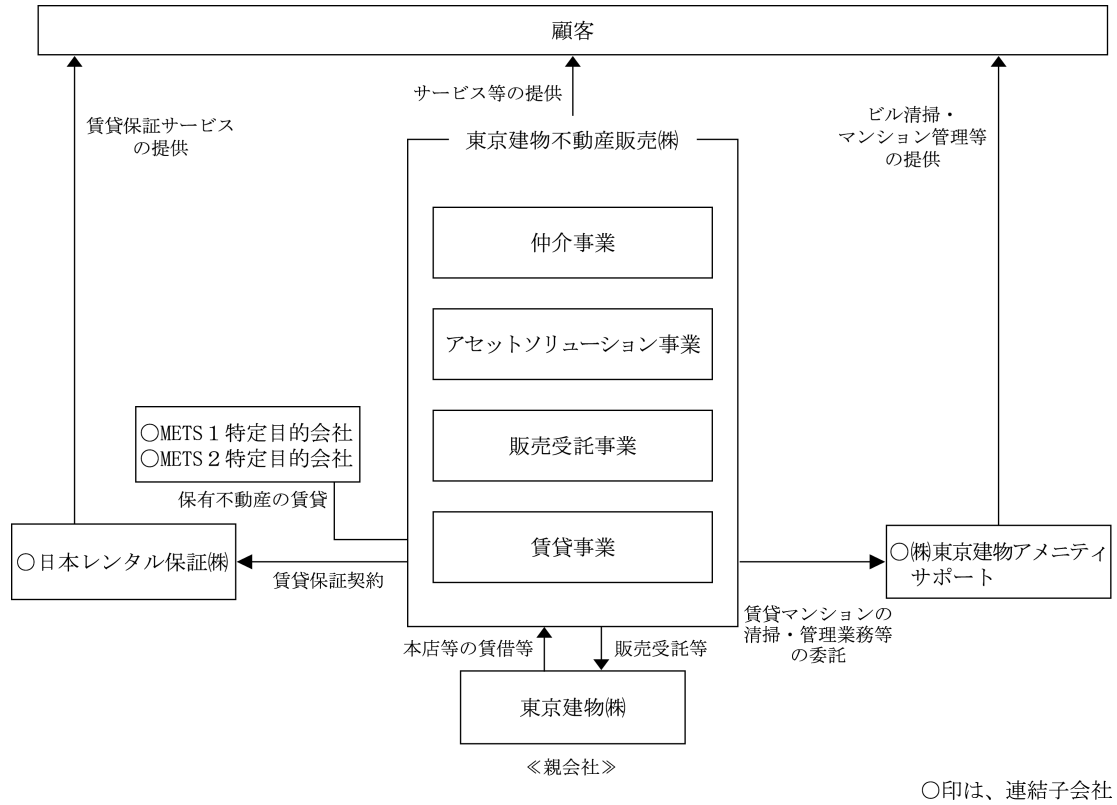 顧客
サービス等の提供
賃貸保証サービス
の提供
ビル清掃・
マンション管理等
の提供
東京建物不動産販売㈱
仲介事業
アセットソリューション事業
販売受託事業
賃貸事業
○METS１特定目的会社
○METS２特定目的会社
保有不動産の賃貸
○日本レンタル保証㈱
賃貸保証契約
○㈱東京建物アメニティ
サポート
賃貸マンションの
清掃・管理業務等
の委託
本店等の賃借等
販売受託等
東京建物㈱
≪親会社≫
○印は、連結子会社